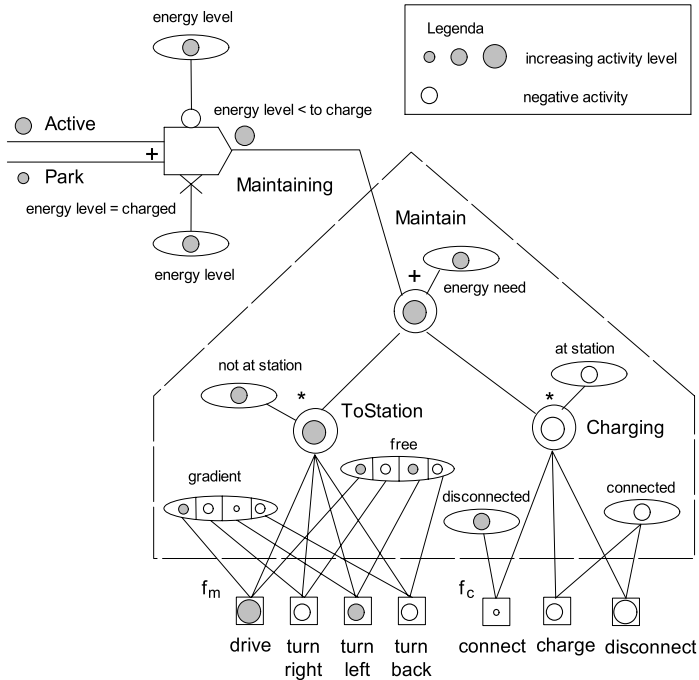 energy level
Legenda
increasing activity level
negative activity
energy level < to charge
Active
+
Park
Maintaining
energy level = charged
energy level
Maintain
+
energy need
not at station
at station
*
*
ToStation
Charging
free
gradient
disconnected
connected
fm
fc
drive
turn right
turn left
turn back
connect
charge
disconnect